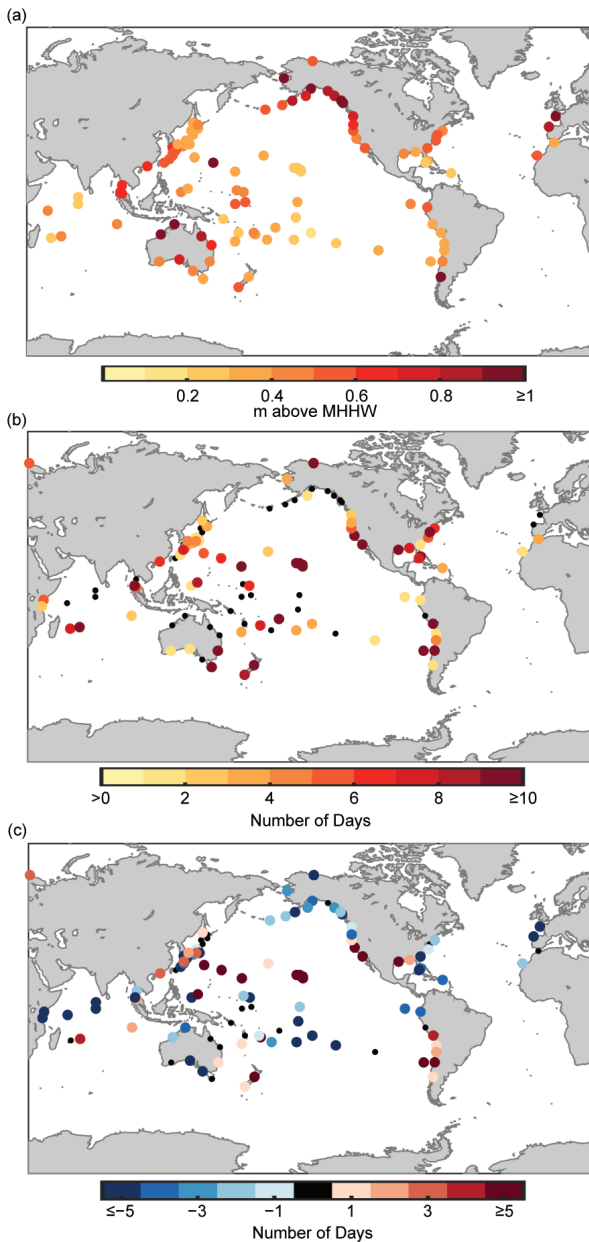 (a)
0.2 0.4 0.6 0.8 ≥1
m above MHHW
(b)
>0 2 4 6 8 ≥10
Number of Days
(c)
≤−5 −3 −1 1 3 ≥5
Number of Days